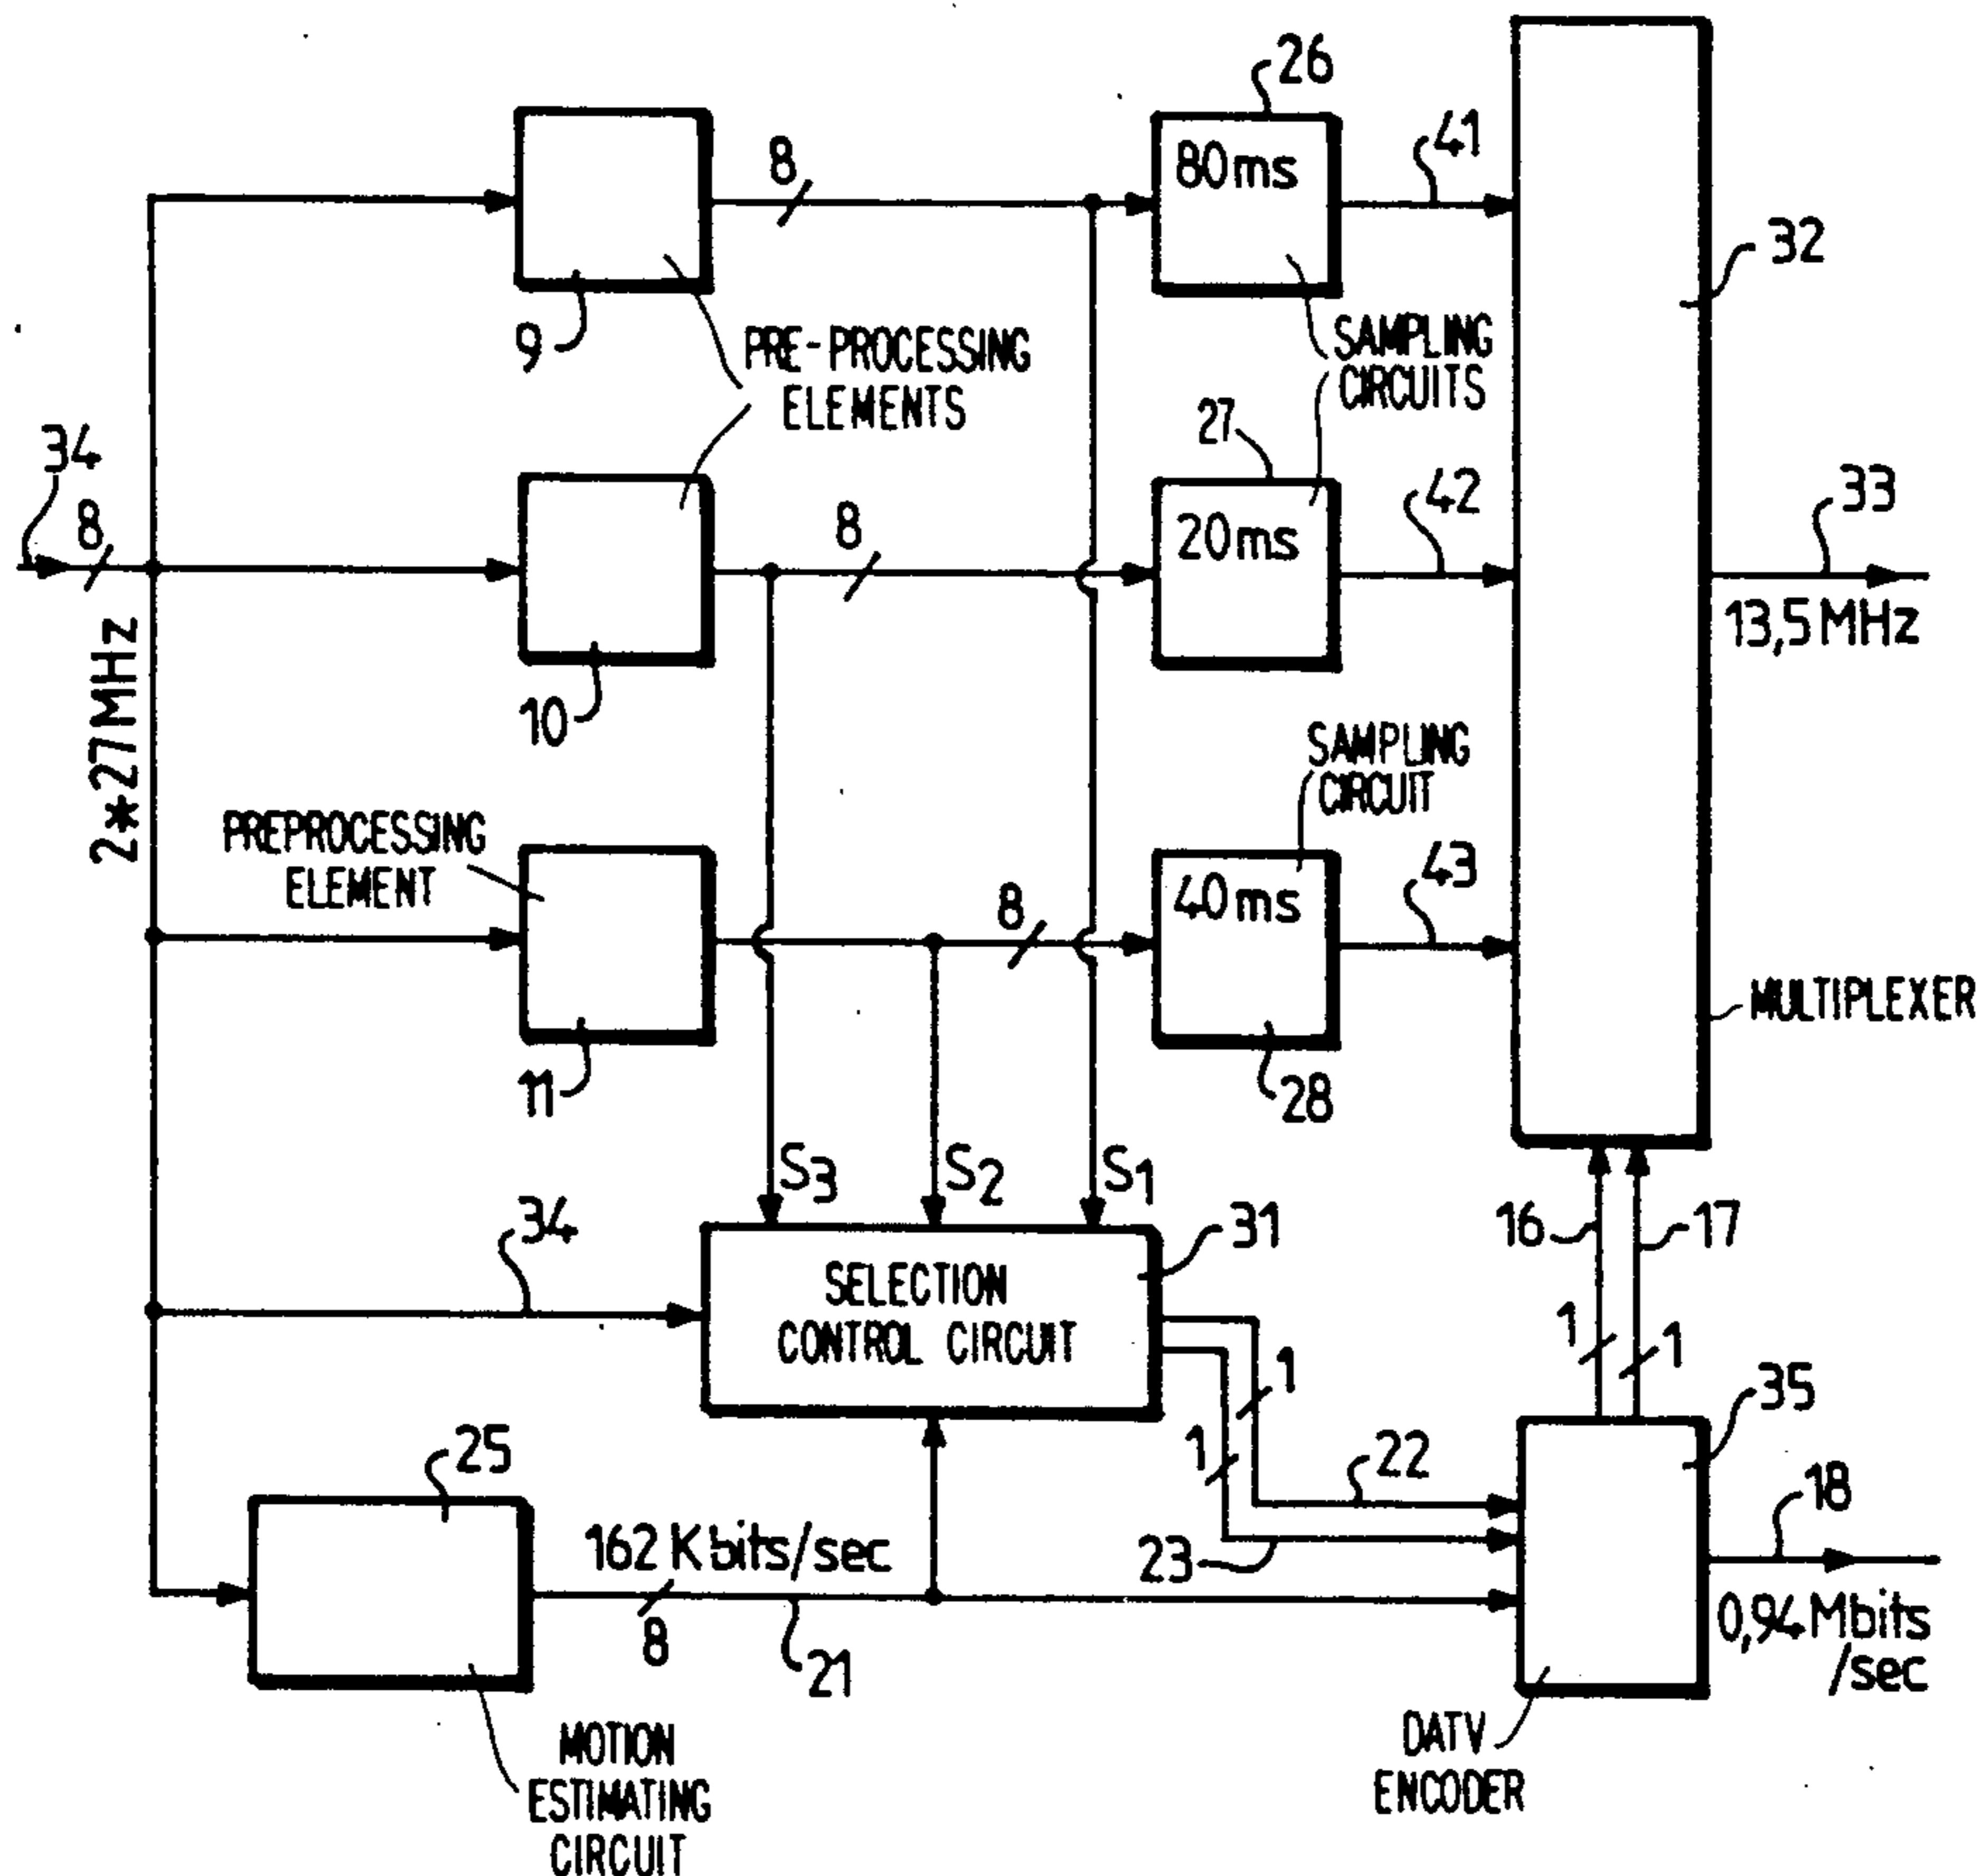 26
8
80ms
41
32
9
PRE-PROCESSING
ELEMENTS
SAMPLING
CIRCUITS
34
8
27
20ms
8
42
33
13,5 MHz
2*27MHz
10
SAMPLING
CIRCUIT
PREPROCESSING
ELEMENT
8
40ms
43
MULTIPLEXER
11
28
S3
S2
S1
34
31
16
17
SELECTION
CONTROL CIRCUIT
1
1
1
1
35
25
22
18
162 Kbits/sec
23
8
21
0,94 Mbits
/sec
MOTION
ESTIMATING
CIRCUIT
DATV
ENCODER